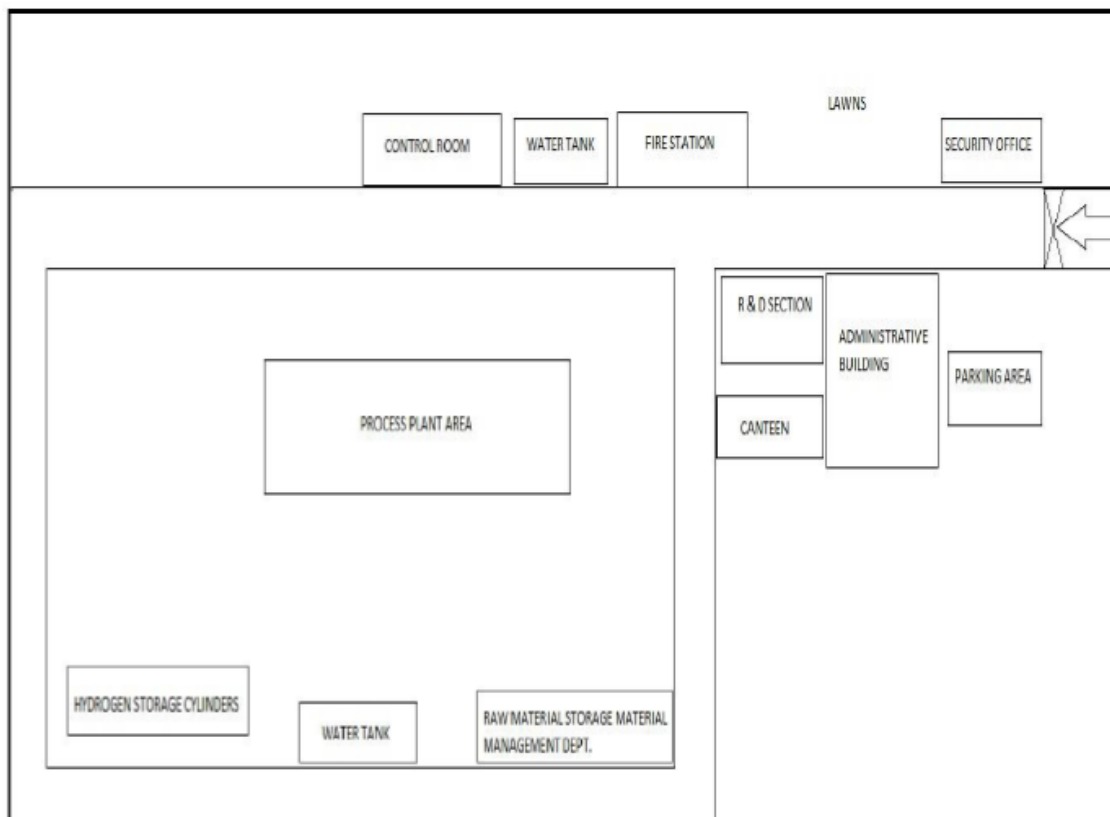 LAWNS
CONTROL ROOM
WATER TANK
FIRE STATION
SECURITY OFFICE
R & D SECTION
ADMINISTRATIVE
BUILDING
PARKING AREA
PROCESS PLANT AREA
CANTEEN
HYDROGEN STORAGE CYLINDERS
WATER TANK
RAW MATERIAL STORAGE MATERIAL
MANAGEMENT DEPT.